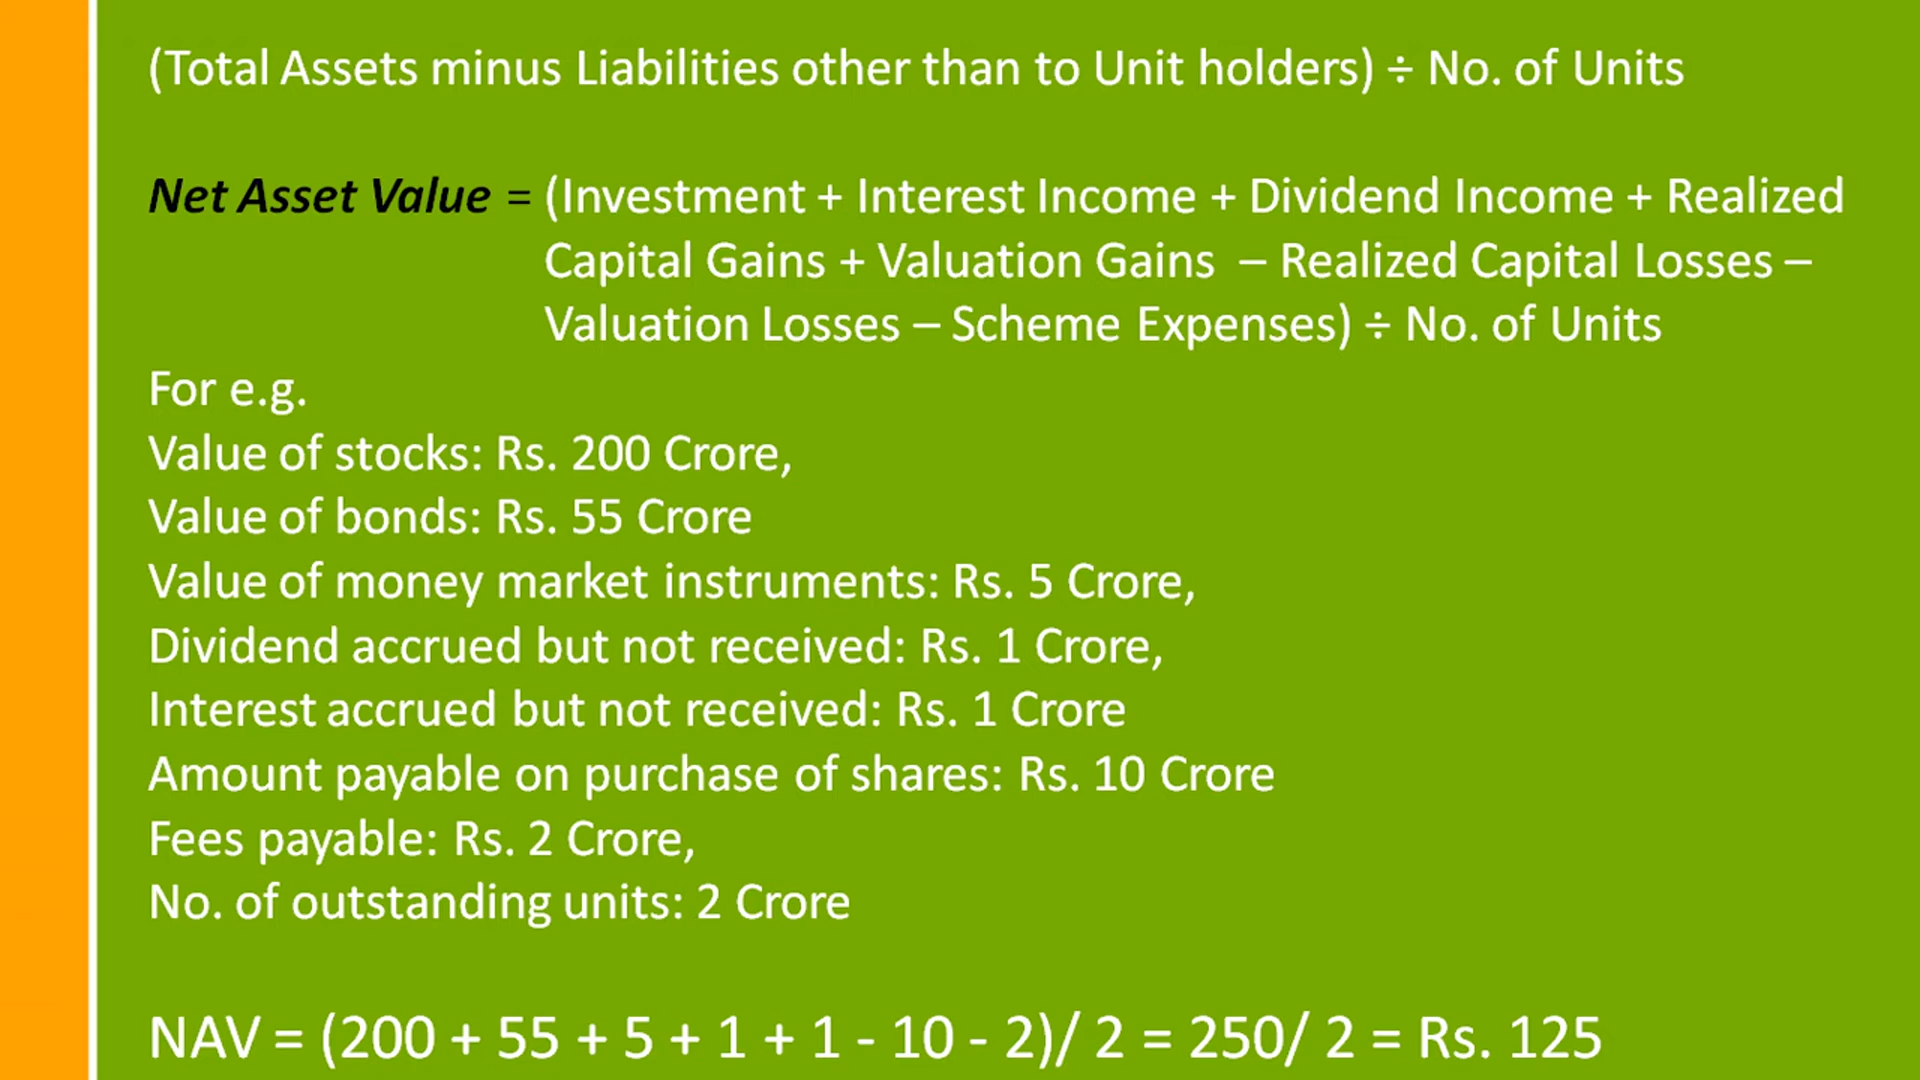 (Total Assets minus Liabilities other than to Unit holders) ÷ No. of Units
Net Asset Value = (Investment + Interest Income + Dividend Income + Realized
Capital Gains + Valuation Gains – Realized Capital Losses –
Valuation Losses – Scheme Expenses) ÷ No. of Units
For e.g.
Value of stocks: Rs. 200 Crore,
Value of bonds: Rs. 55 Crore
Value of money market instruments: Rs. 5 Crore,
Dividend accrued but not received: Rs. 1 Crore,
Interest accrued but not received: Rs. 1 Crore
Amount payable on purchase of shares: Rs. 10 Crore
Fees payable: Rs. 2 Crore,
No. of outstanding units: 2 Crore
NAV = (200 + 55 + 5 + 1 + 1 - 10 - 2)/ 2 = 250/ 2 = Rs. 125